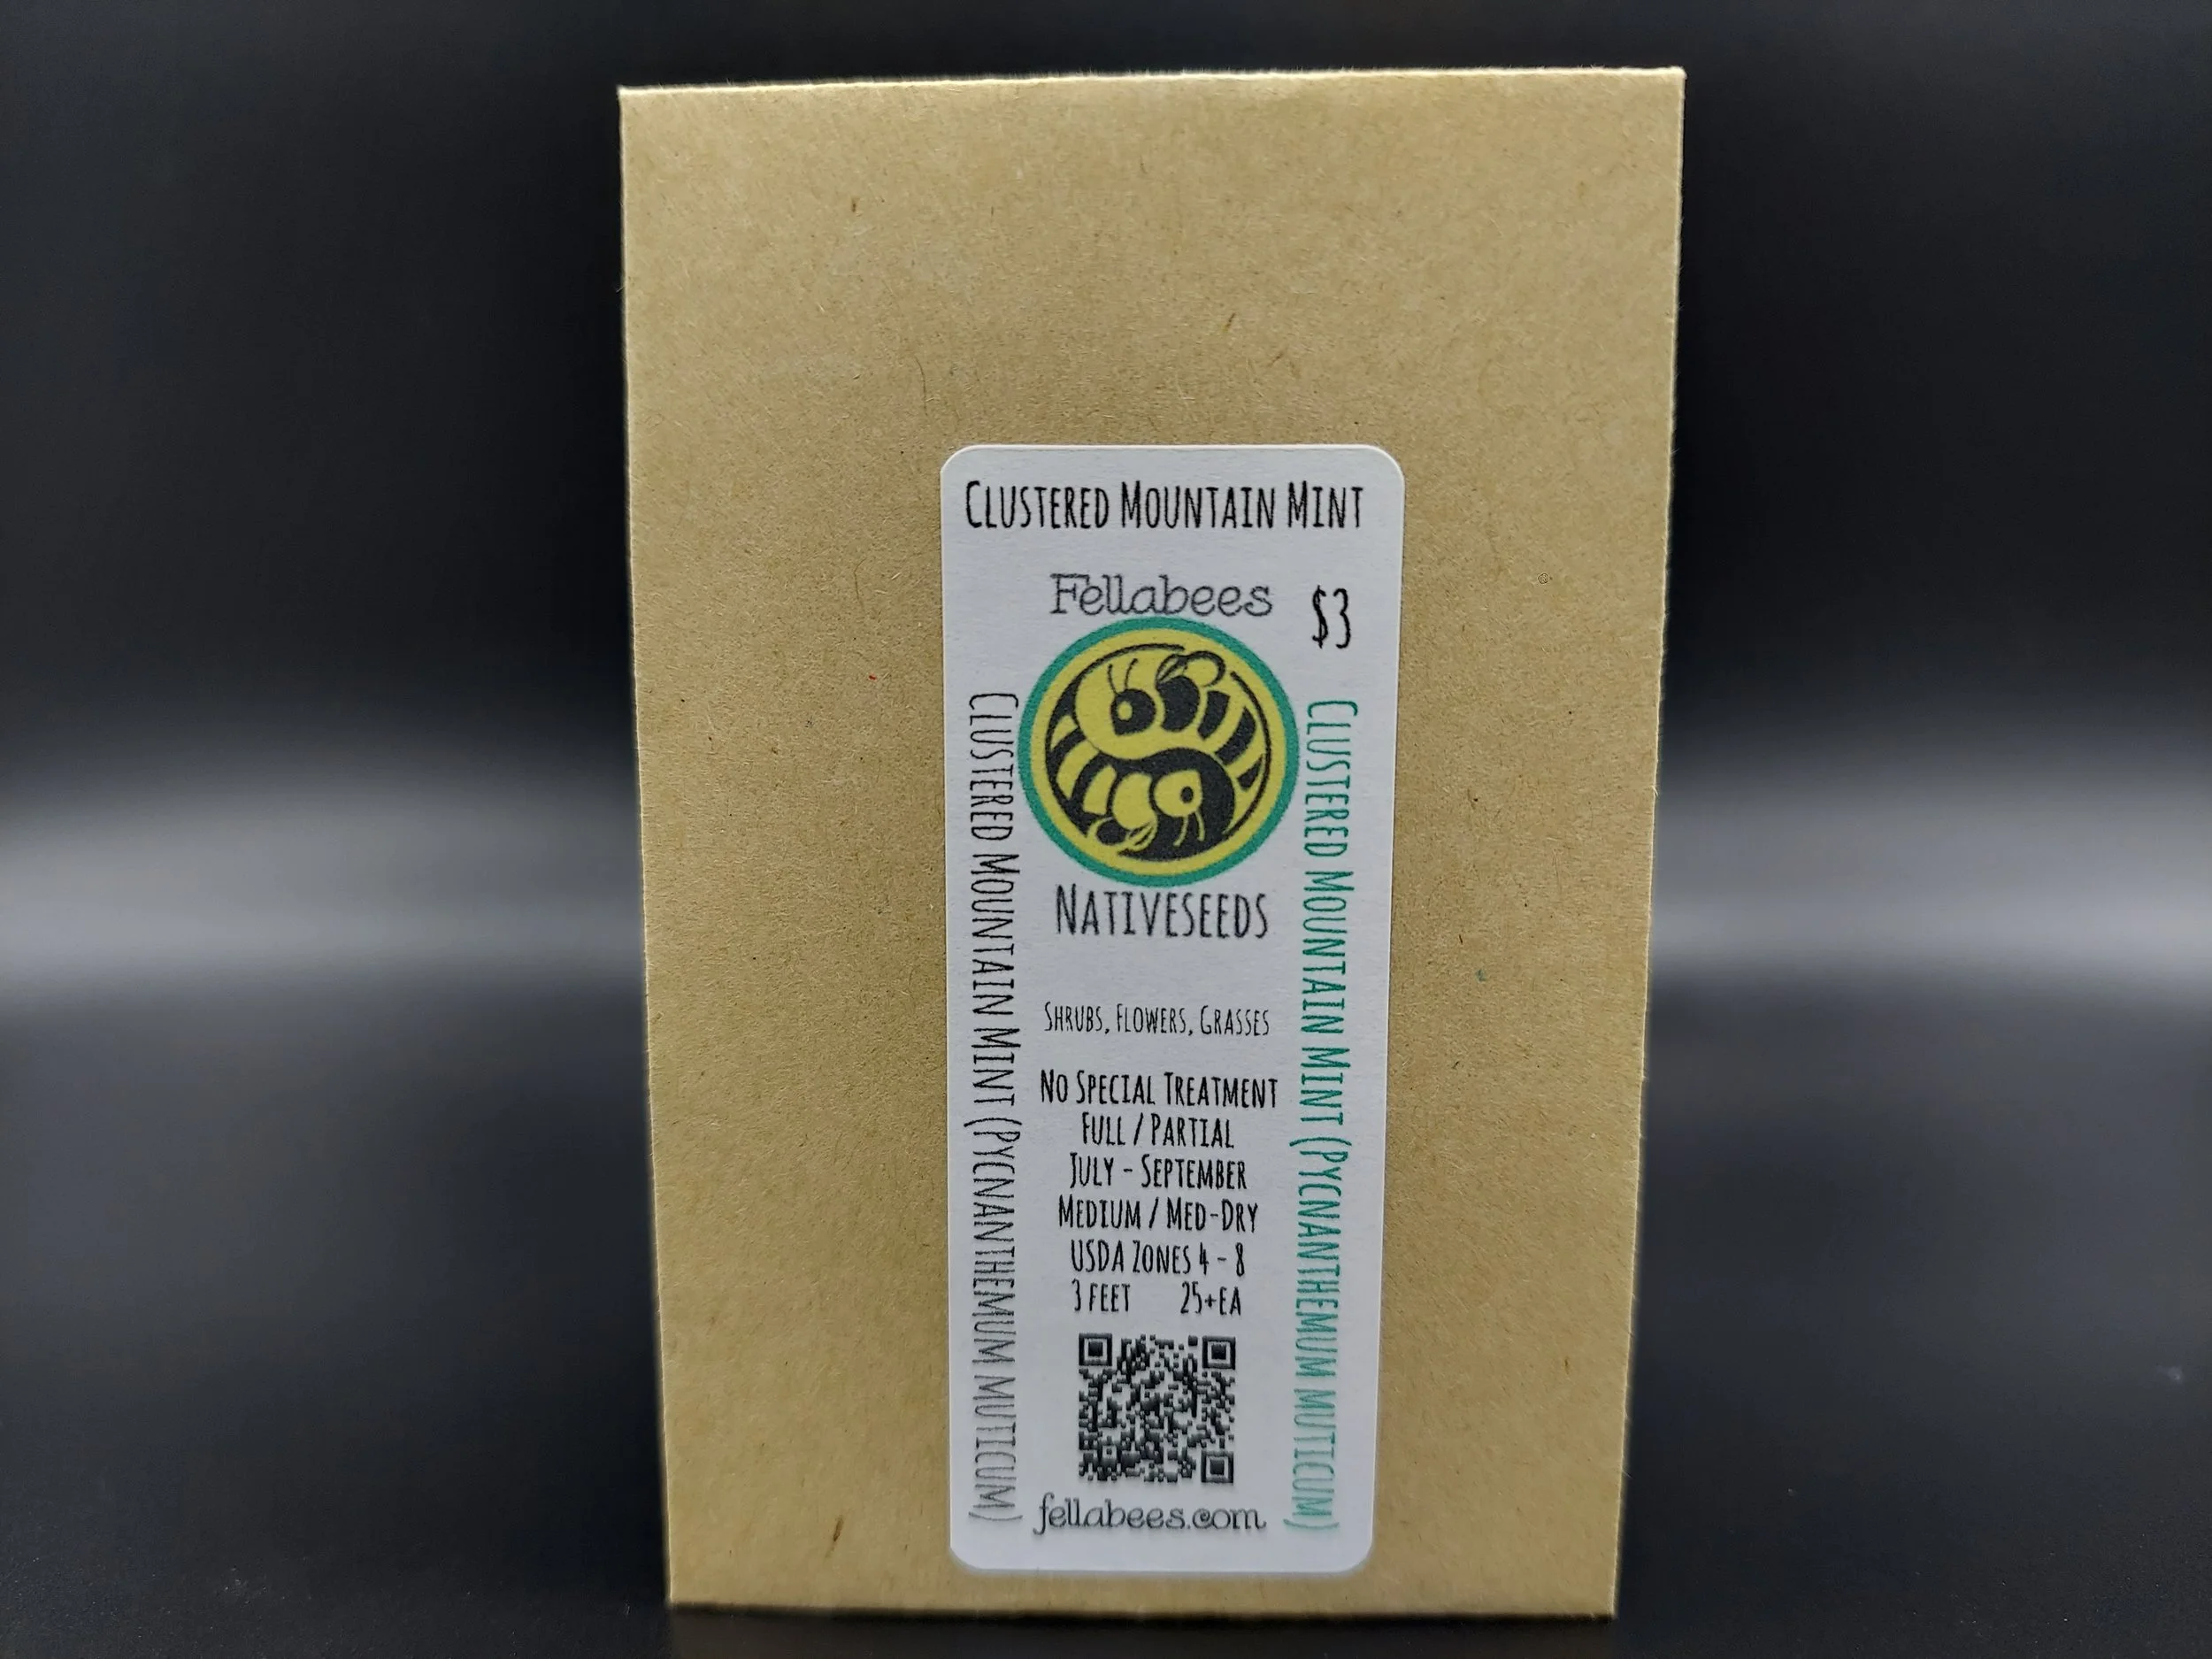 Clustered Mountain Mint
Fellabees
$3
Nativeseeds
Clustered Mountain Mint (Pycnanthemum muticum)
Clustered Mountain Mint (Pycnanthemum muticum)
Shrubs, Flowers, Grasses
No Special Treatment
Full / Partial
July - September
Medium / Med-Dry
USDA Zones 4 - 8
3 feet 25+ea
fellabees.com